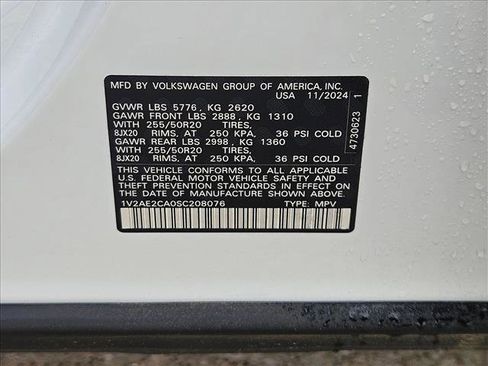 MFD BY VOLKSWAGEN GROUP OF AMERICA, INC.
USA 11/2024
GVWR LBS 5776, KG 2620
GAWR FRONT LBS 2888, KG 1310
WITH 255/50R20 TIRES,
8JX20 RIMS, AT 250 KPA, 36 PSI COLD
GAWR REAR LBS 2998, KG 1360
WITH 255/50R20 TIRES,
8JX20 RIMS, AT 250 KPA, 36 PSI COLD
THIS VEHICLE CONFORMS TO ALL APPLICABLE
U.S. FEDERAL MOTOR VEHICLE SAFETY AND
THEFT PREVENTION STANDARDS IN EFFECT ON
THE DATE OF MANUFACTURE SHOWN ABOVE.
1V2AE2CA0SC208076 TYPE: MPV
4730623 1